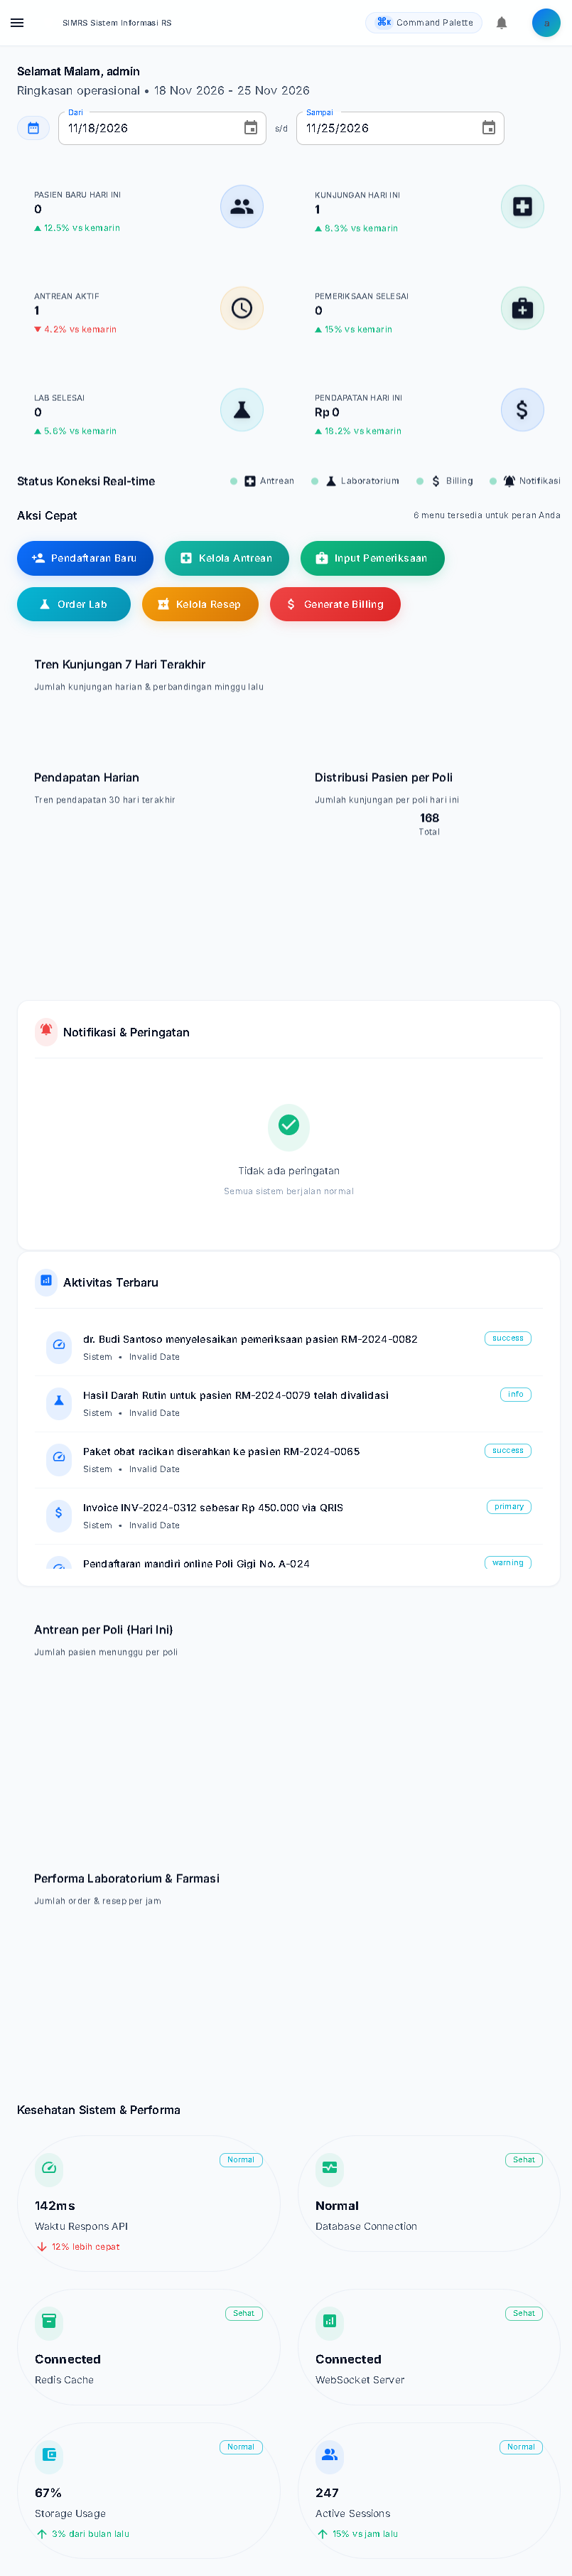 SIMRS Sistem Informasi RS
⌘K Command Palette
a
Selamat Malam, admin
Ringkasan operasional • 18 Nov 2026 - 25 Nov 2026
Dari
11/18/2026
s/d
Sampai
11/25/2026
PASIEN BARU HARI INI
0
▲ 12.5% vs kemarin
KUNJUNGAN HARI INI
1
▲ 8.3% vs kemarin
ANTREAN AKTIF
1
▼ 4.2% vs kemarin
PEMERIKSAAN SELESAI
0
▲ 15% vs kemarin
LAB SELESAI
0
▲ 5.6% vs kemarin
PENDAPATAN HARI INI
Rp 0
▲ 18.2% vs kemarin
Status Koneksi Real-time
Antrean
Laboratorium
Billing
Notifikasi
Aksi Cepat
6 menu tersedia untuk peran Anda
Pendaftaran Baru
Kelola Antrean
Input Pemeriksaan
Order Lab
Kelola Resep
Generate Billing
Tren Kunjungan 7 Hari Terakhir
Jumlah kunjungan harian & perbandingan minggu lalu
Pendapatan Harian
Tren pendapatan 30 hari terakhir
Distribusi Pasien per Poli
Jumlah kunjungan per poli hari ini
168
Total
Notifikasi & Peringatan
Tidak ada peringatan
Semua sistem berjalan normal
Aktivitas Terbaru
dr. Budi Santoso menyelesaikan pemeriksaan pasien RM-2024-0082
success
Sistem • Invalid Date
Hasil Darah Rutin untuk pasien RM-2024-0079 telah divalidasi
info
Sistem • Invalid Date
Paket obat racikan diserahkan ke pasien RM-2024-0065
success
Sistem • Invalid Date
Invoice INV-2024-0312 sebesar Rp 450.000 via QRIS
primary
Sistem • Invalid Date
Pendaftaran mandiri online Poli Gigi No. A-024
warning
Antrean per Poli (Hari Ini)
Jumlah pasien menunggu per poli
Performa Laboratorium & Farmasi
Jumlah order & resep per jam
Kesehatan Sistem & Performa
Normal
142ms
Waktu Respons API
↓ 12% lebih cepat
Sehat
Normal
Database Connection
Sehat
Connected
Redis Cache
Sehat
Connected
WebSocket Server
Normal
67%
Storage Usage
↑ 3% dari bulan lalu
Normal
247
Active Sessions
↑ 15% vs jam lalu